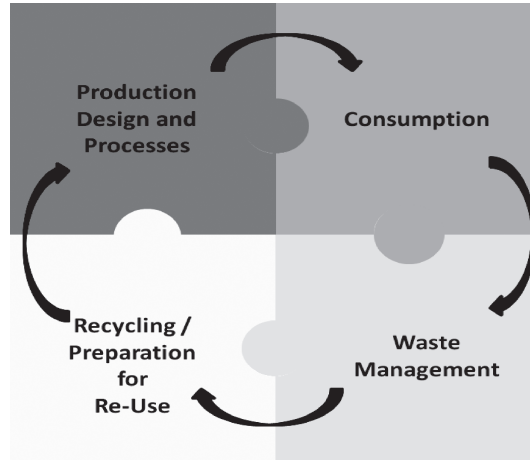 Production
Design and
Processes
Consumption
Waste
Management
Recycling /
Preparation
for
Re-Use